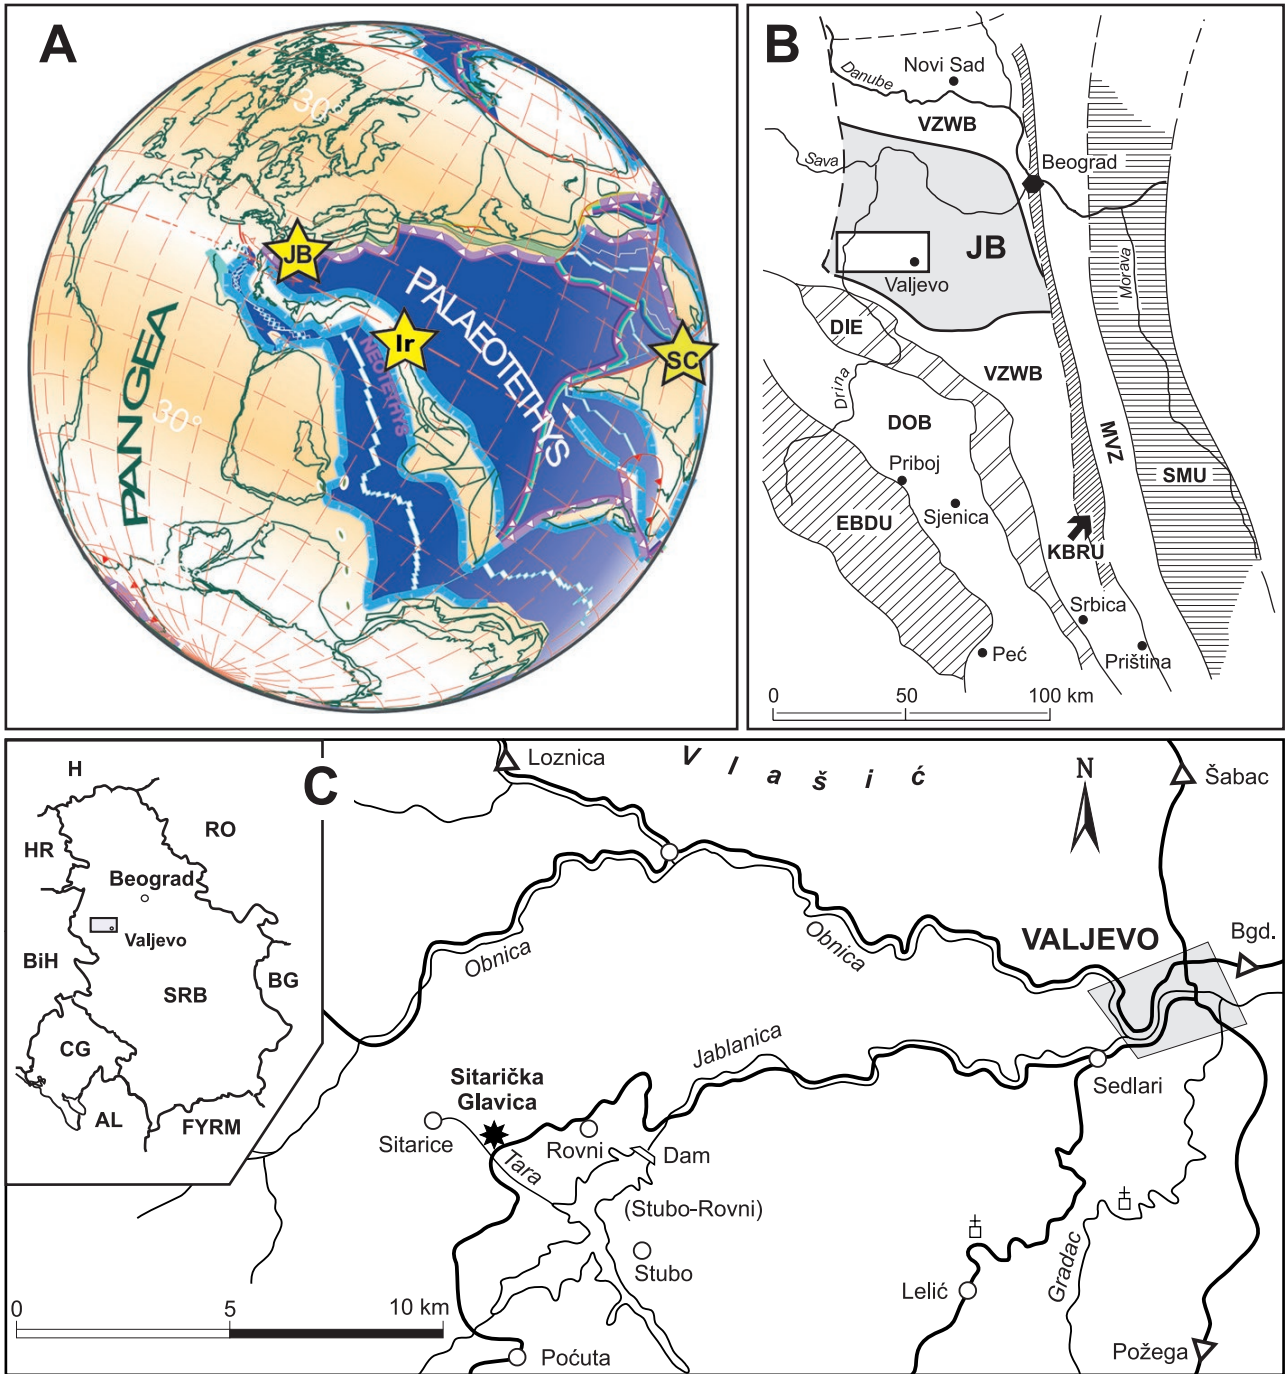 A
30°
JB
PALAEOTETHYS
Ir
NEOTETHYS
SC
PANGEA
30°
B
Novi Sad
Danube
VZWB
Sava
Beograd
JB
Valjevo
Morava
DIE
VZWB
Drina
DOB
MVZ
Priboj
SMU
Sjenica
EBDU
KBRU
Srbica
Peć
Priština
0 50 100 km
C
H
RO
HR
Beograd
Valjevo
BiH
SRB
BG
CG
AL
FYRM
Loznica
Vlašić
N
Šabac
Obnica
Obnica
VALJEVO
Bgd.
Jablanica
Sedlari
Sitarička
Glavica
Sitarice
Rovni
Tara
Dam
(Stubo-Rovni)
Stubo
Gradac
Lelić
0 5 10 km
Poćuta
Požega